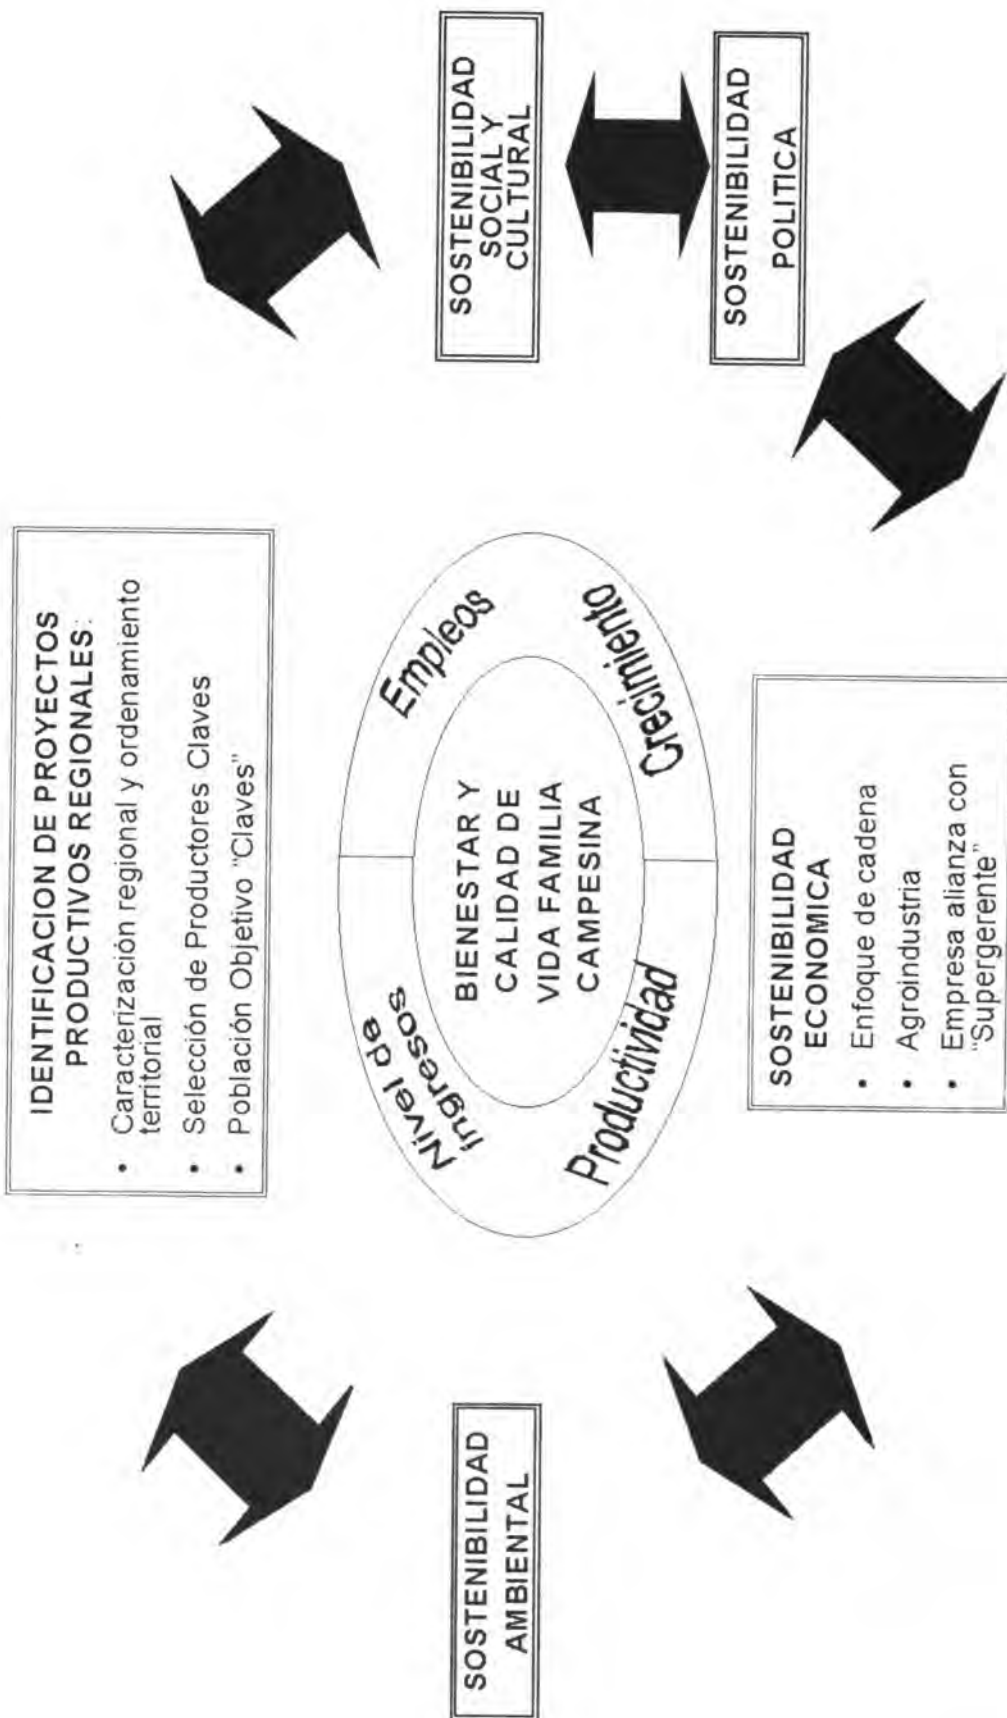 IDENTIFICACION DE PROYECTOS
PRODUCTIVOS REGIONALES:
• Caracterización regional y ordenamiento
territorial
• Selección de Productores Claves
• Población Objetivo "Claves"
SOSTENIBILIDAD
AMBIENTAL
Nivel de
ingresos
Empleos
BIENESTAR Y
CALIDAD DE
VIDA FAMILIA
CAMPESINA
Productividad
Crecimiento
SOSTENIBILIDAD
SOCIAL Y
CULTURAL
SOSTENIBILIDAD
POLITICA
SOSTENIBILIDAD
ECONOMICA
• Enfoque de cadena
• Agroindustria
• Empresa alianza con
"Supergerente"